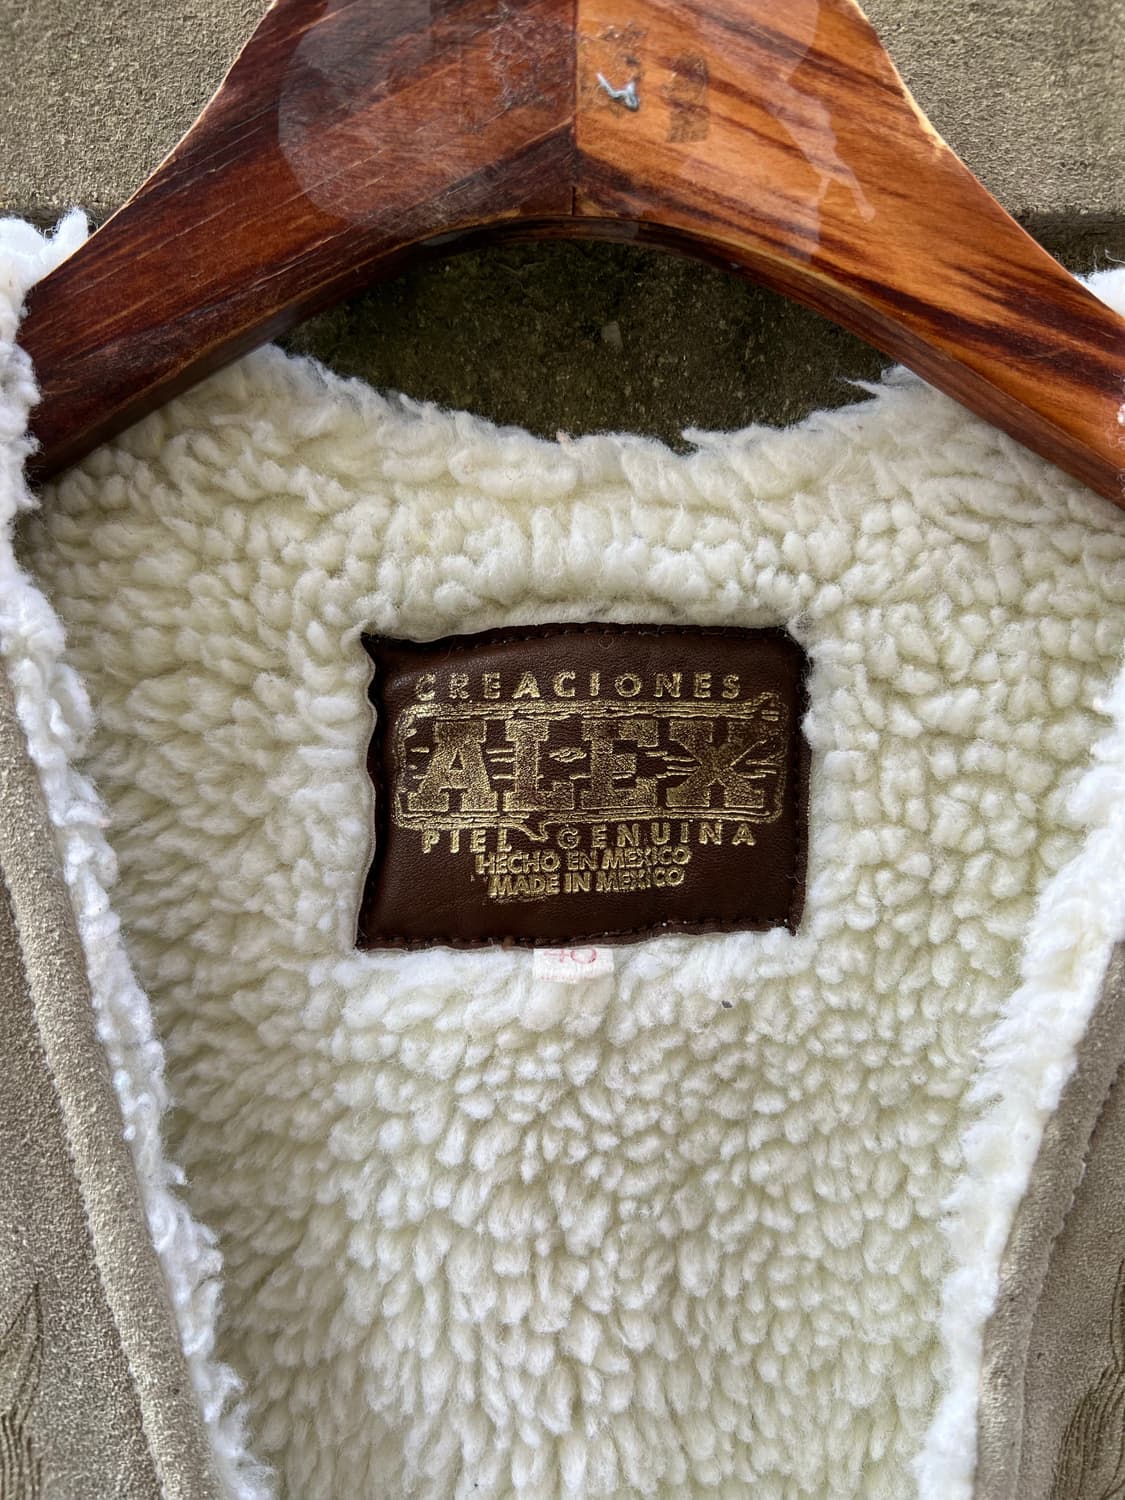 CREACIONES
ALEX
PIEL GENUINA
HECHO EN MEXICO
MADE IN MEXICO
40